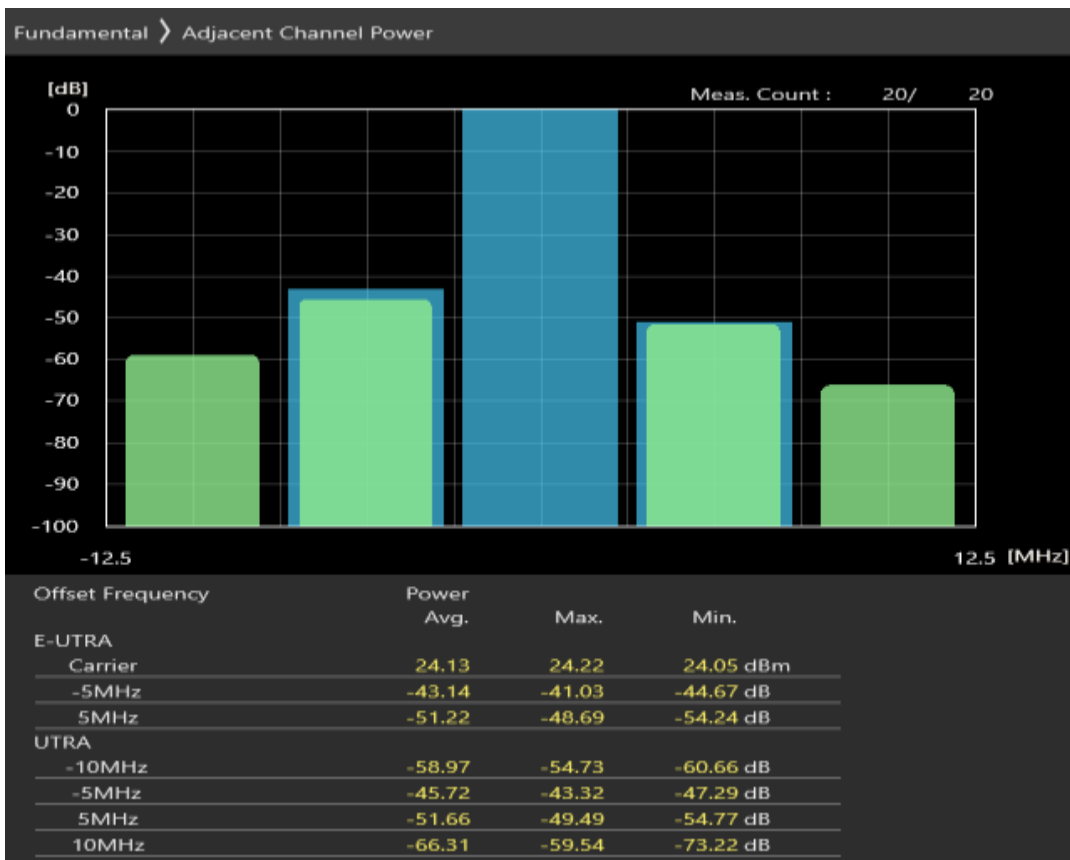 Fundamental 〉 Adjacent Channel Power
[dB]
Meas. Count : 20/ 20
0
-10
-20
-30
-40
-50
-60
-70
-80
-90
-100
-12.5 12.5 [MHz]
Offset Frequency Power
Avg. Max. Min.
E-UTRA
Carrier 24.13 24.22 24.05 dBm
-5MHz -43.14 -41.03 -44.67 dB
5MHz -51.22 -48.69 -54.24 dB
UTRA
-10MHz -58.97 -54.73 -60.66 dB
-5MHz -45.72 -43.32 -47.29 dB
5MHz -51.66 -49.49 -54.77 dB
10MHz -66.31 -59.54 -73.22 dB